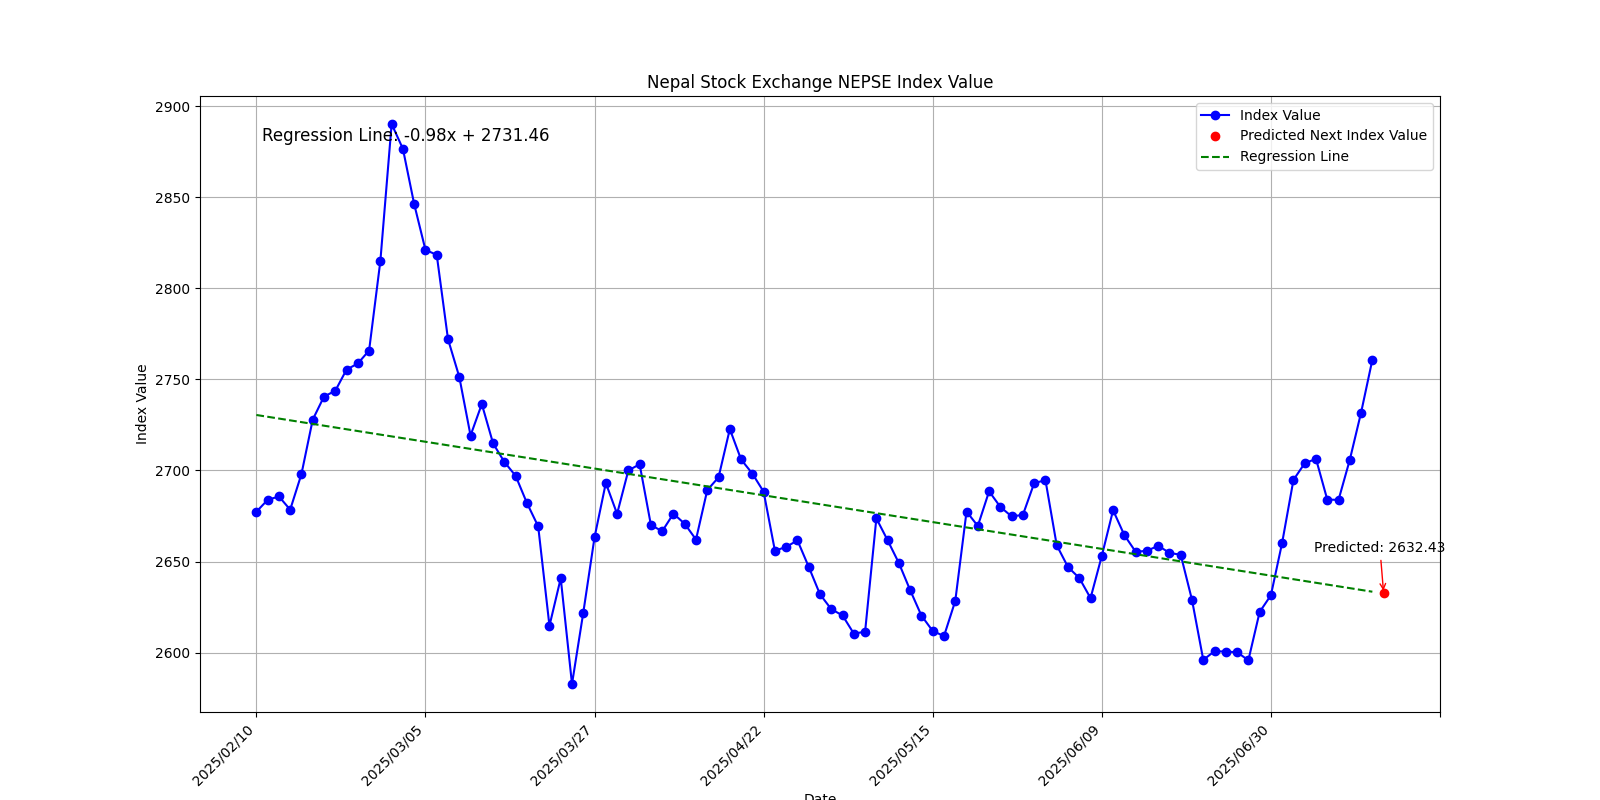 Nepal Stock Exchange NEPSE Index Value
Regression Line: -0.98x + 2731.46
Index Value
Predicted Next Index Value
Regression Line
2900
2850
2800
2750
2700
2650
2600
Index Value
Predicted: 2632.43
2025/02/10
2025/03/05
2025/03/27
2025/04/22
2025/05/15
2025/06/09
2025/06/30
Date